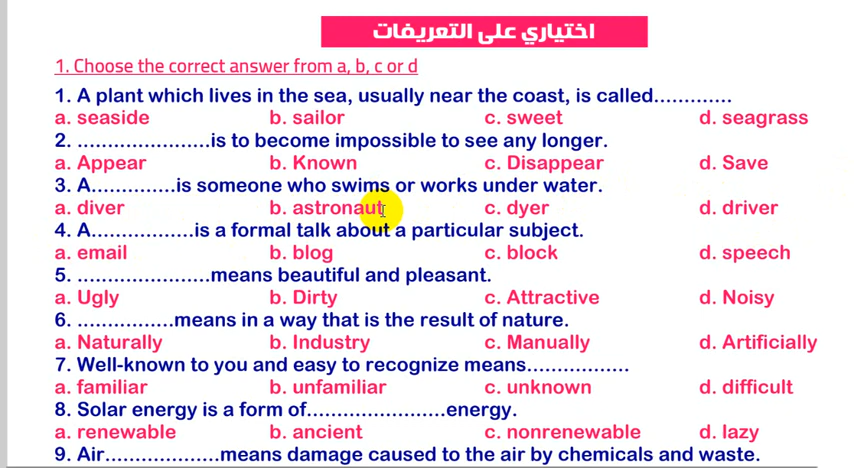 اختياري على التعريفات
1. Choose the correct answer from a, b, c or d
1. A plant which lives in the sea, usually near the coast, is called.............
a. seaside b. sailor c. sweet d. seagrass
2. ......................is to become impossible to see any longer.
a. Appear b. Known c. Disappear d. Save
3. A..............is someone who swims or works under water.
a. diver b. astronaut c. dyer d. driver
4. A.................is a formal talk about a particular subject.
a. email b. blog c. block d. speech
5. ......................means beautiful and pleasant.
a. Ugly b. Dirty c. Attractive d. Noisy
6. ................means in a way that is the result of nature.
a. Naturally b. Industry c. Manually d. Artificially
7. Well-known to you and easy to recognize means.................
a. familiar b. unfamiliar c. unknown d. difficult
8. Solar energy is a form of.......................energy.
a. renewable b. ancient c. nonrenewable d. lazy
9. Air...................means damage caused to the air by chemicals and waste.